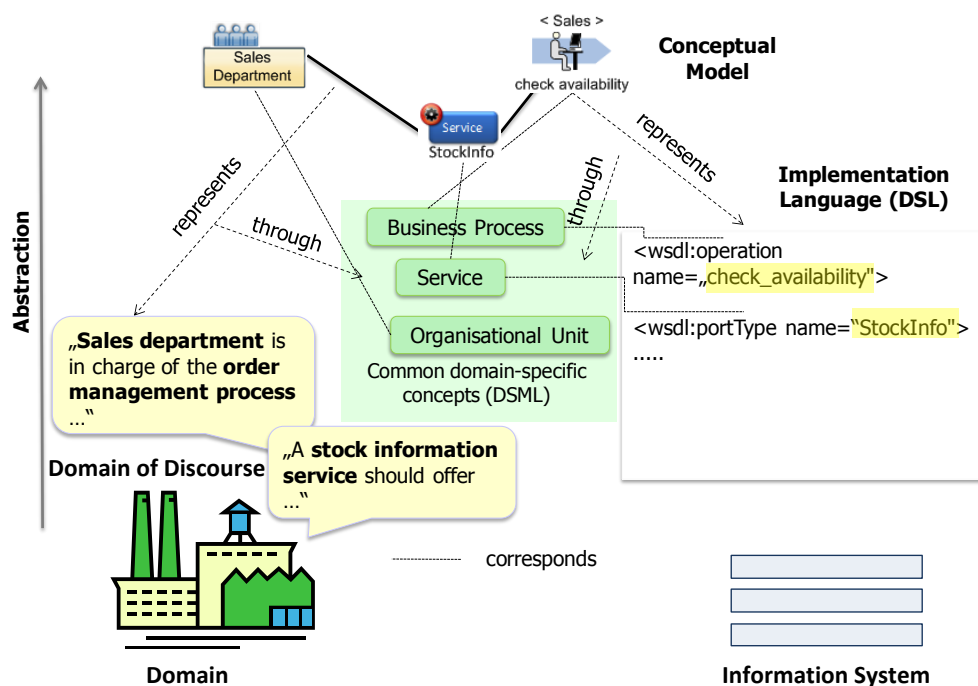 < Sales >
Sales
Department
Conceptual
Model
check availability
Service
StockInfo
represents
represents
through
through
Implementation
Language (DSL)
Abstraction
Business Process
Service
Organisational Unit
Common domain-specific
concepts (DSML)
<wsdl:operation
name=„check_availability">
<wsdl:portType name=“StockInfo">
.....
„Sales department is
in charge of the order
management process
...“
Domain of Discourse
„A stock information
service should offer
...“
corresponds
Domain
Information System